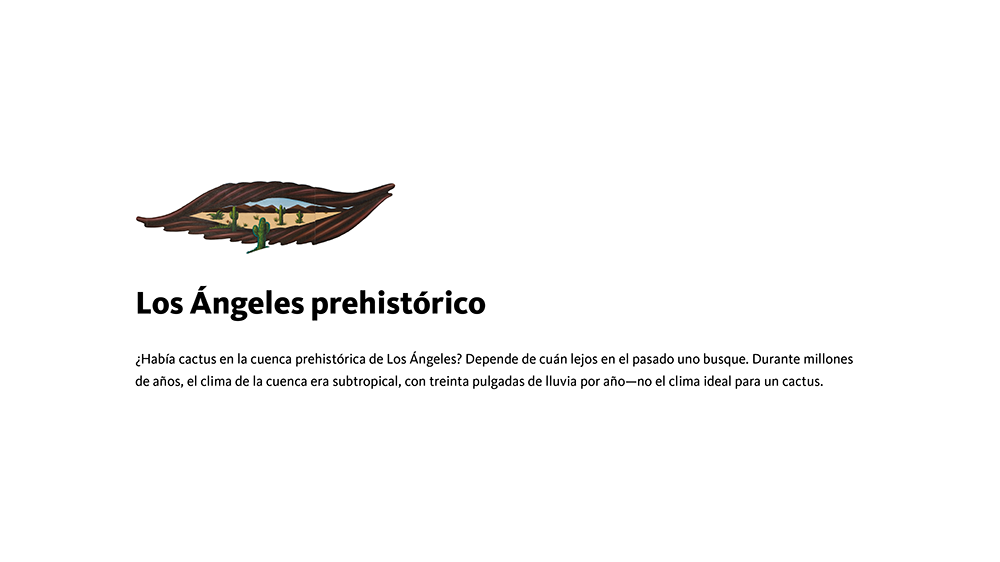 Los Ángeles prehistórico
¿Había cactus en la cuenca prehistórica de Los Ángeles? Depende de cuán lejos en el pasado uno busque. Durante millones
de años, el clima de la cuenca era subtropical, con treinta pulgadas de lluvia por año—no el clima ideal para un cactus.